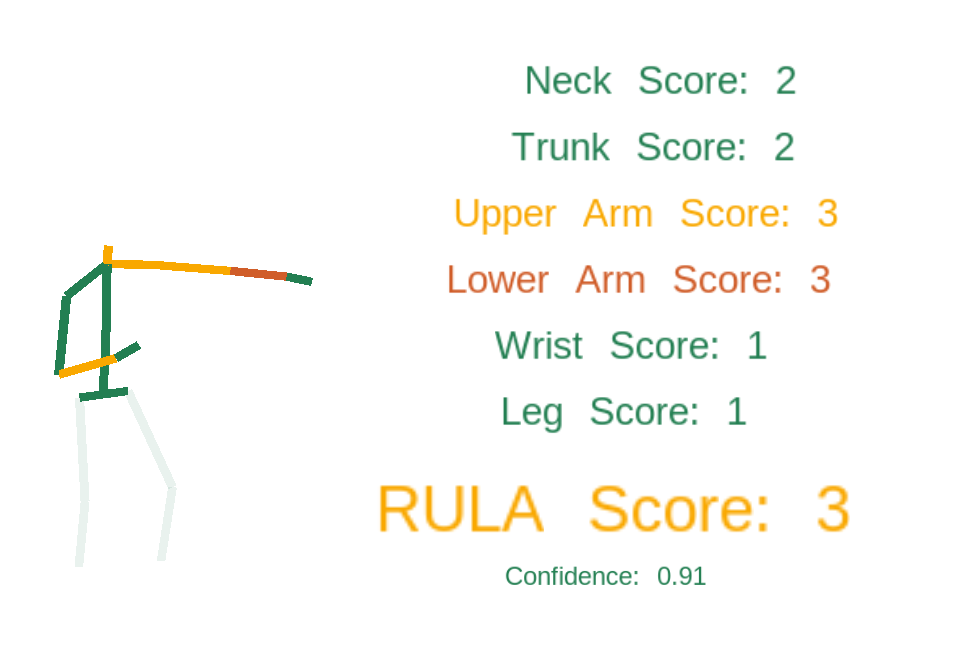 Neck Score: 2
Trunk Score: 2
Upper Arm Score: 3
Lower Arm Score: 3
Wrist Score: 1
Leg Score: 1
RULA Score: 3
Confidence: 0.91